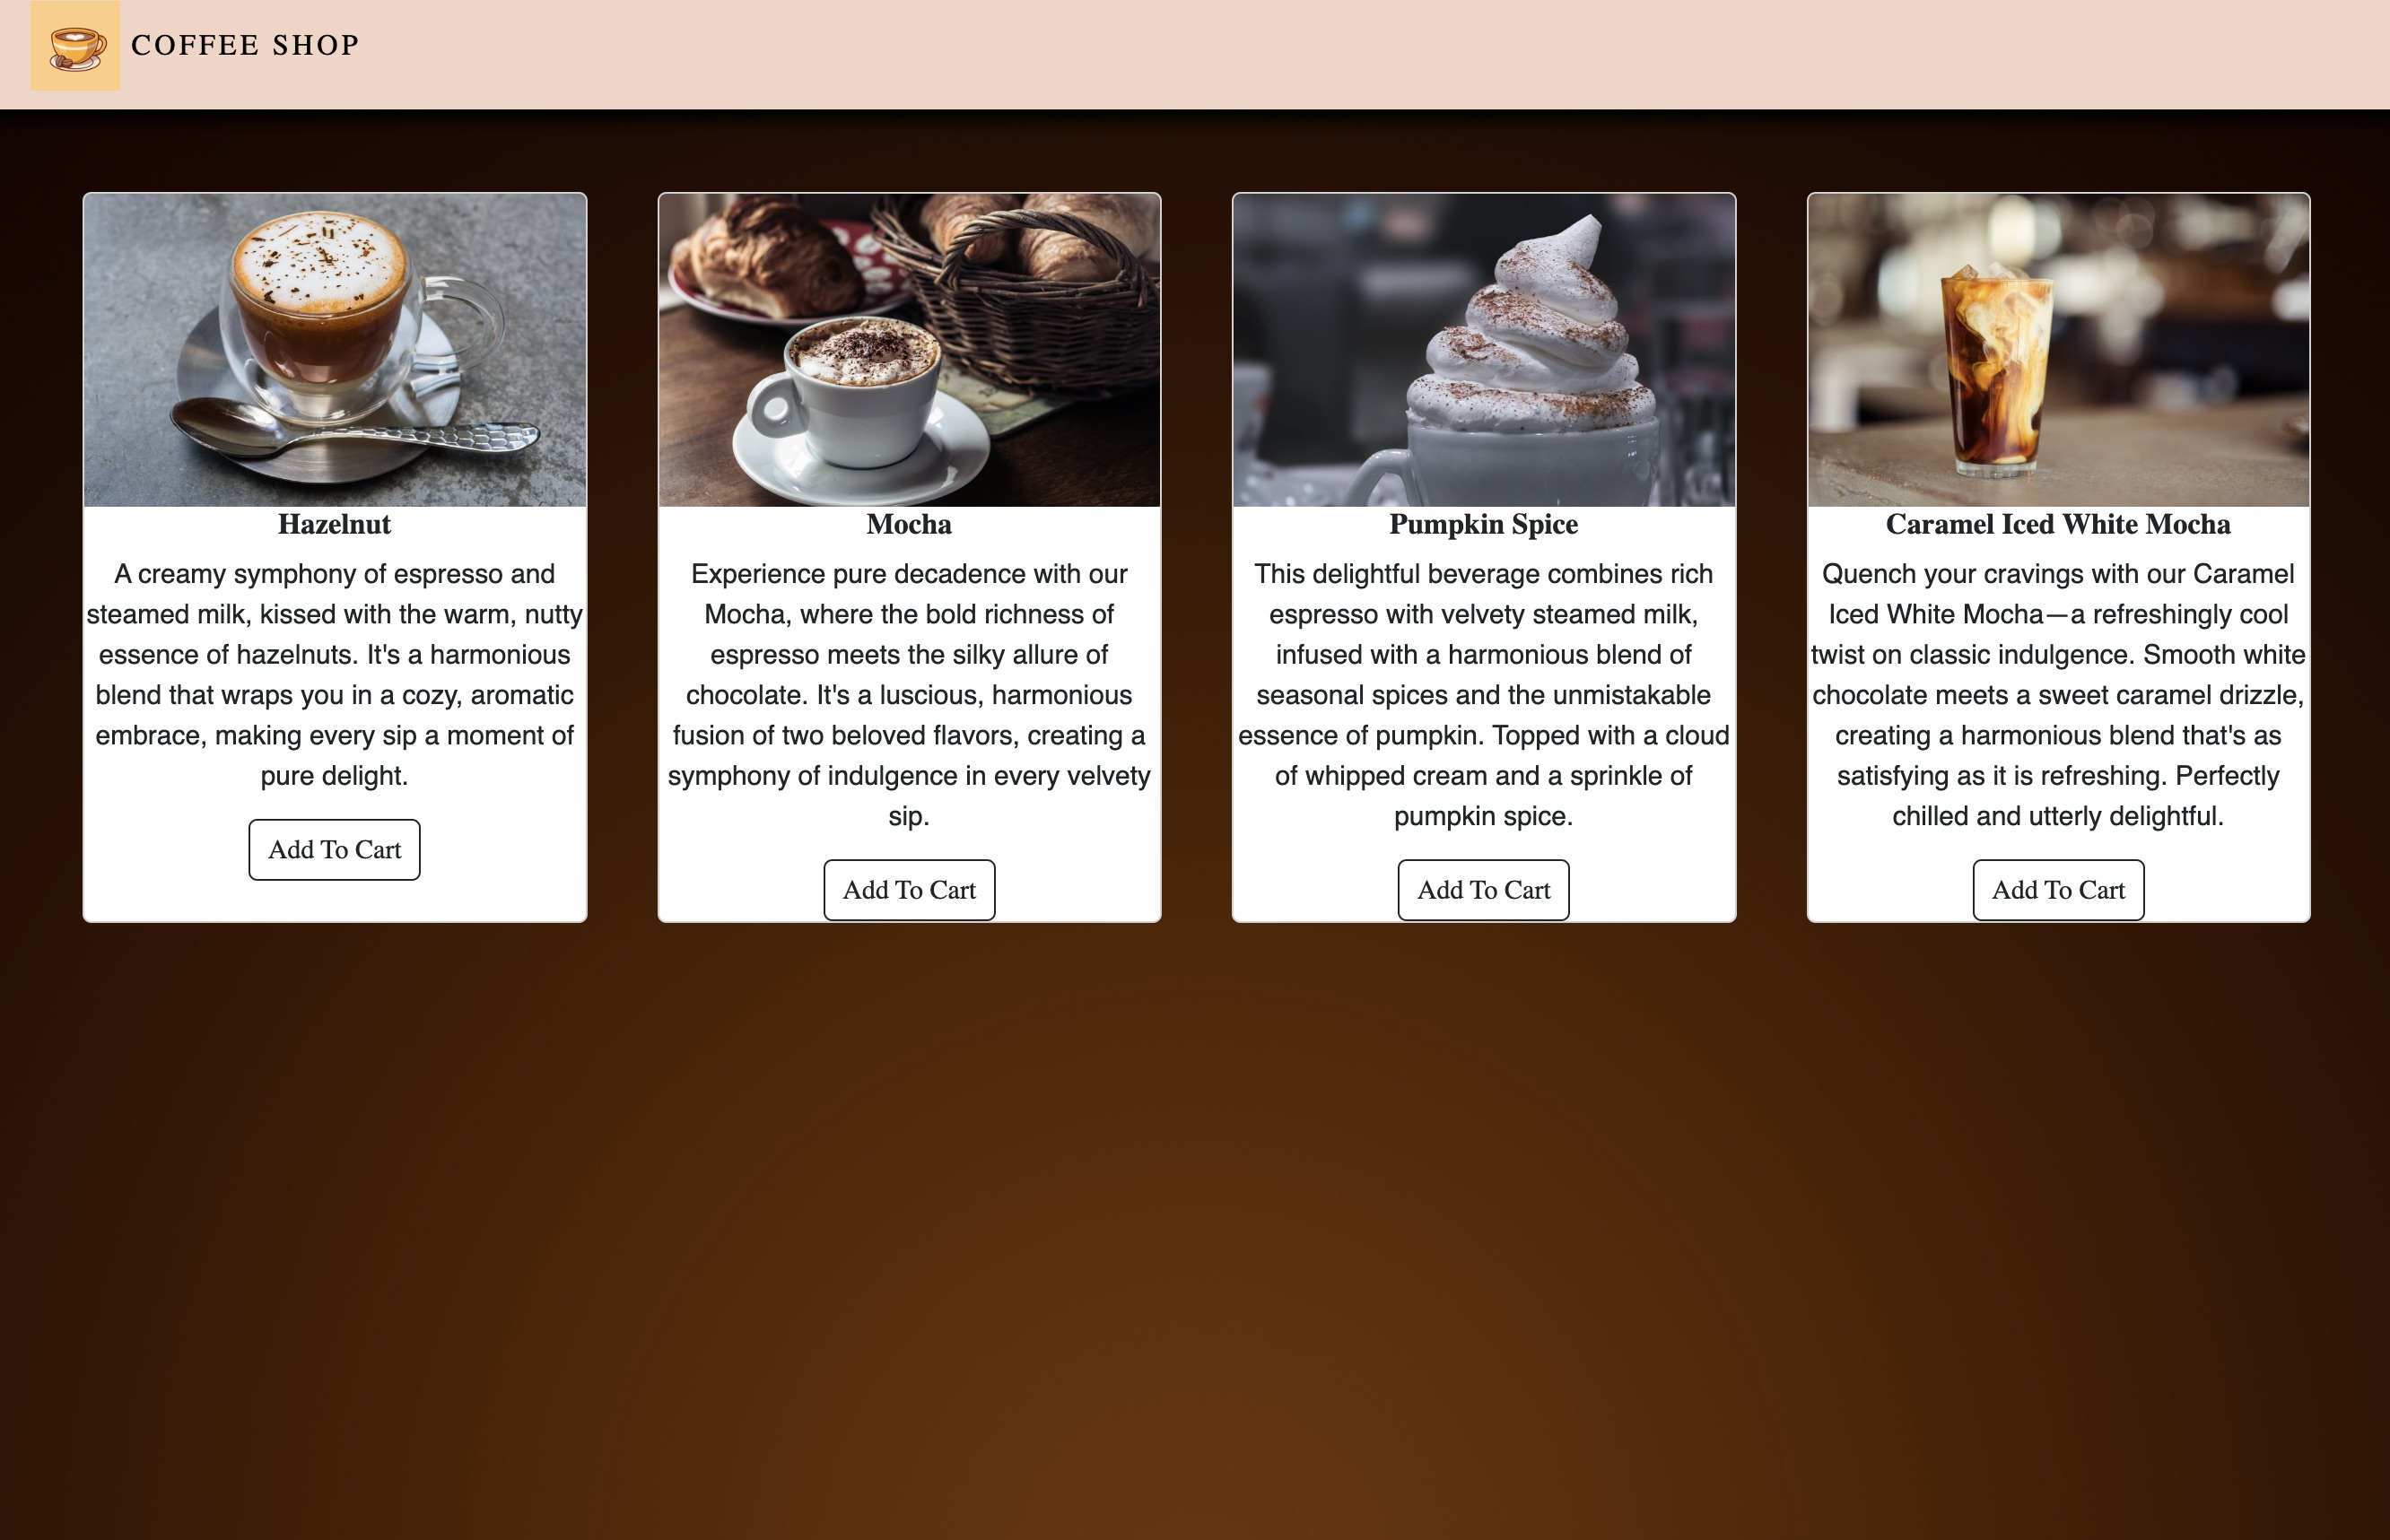 COFFEE SHOP
Hazelnut
A creamy symphony of espresso and
steamed milk, kissed with the warm, nutty
essence of hazelnuts. It's a harmonious
blend that wraps you in a cozy, aromatic
embrace, making every sip a moment of
pure delight.
Add To Cart
Mocha
Experience pure decadence with our
Mocha, where the bold richness of
espresso meets the silky allure of
chocolate. It's a luscious, harmonious
fusion of two beloved flavors, creating a
symphony of indulgence in every velvety
sip.
Add To Cart
Pumpkin Spice
This delightful beverage combines rich
espresso with velvety steamed milk,
infused with a harmonious blend of
seasonal spices and the unmistakable
essence of pumpkin. Topped with a cloud
of whipped cream and a sprinkle of
pumpkin spice.
Add To Cart
Caramel Iced White Mocha
Quench your cravings with our Caramel
Iced White Mocha—a refreshingly cool
twist on classic indulgence. Smooth white
chocolate meets a sweet caramel drizzle,
creating a harmonious blend that's as
satisfying as it is refreshing. Perfectly
chilled and utterly delightful.
Add To Cart